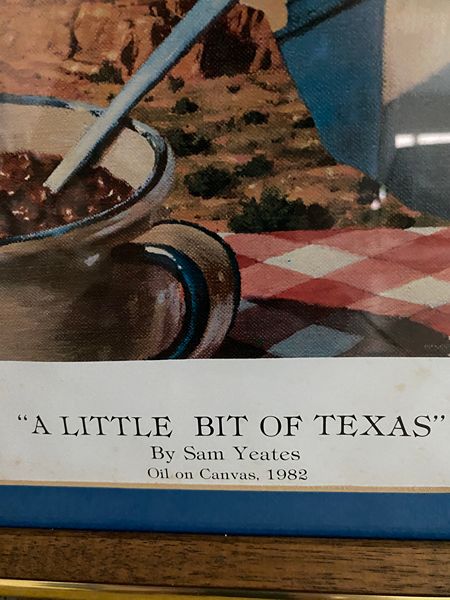 "A LITTLE BIT OF TEXAS"
By Sam Yeates
Oil on Canvas, 1982